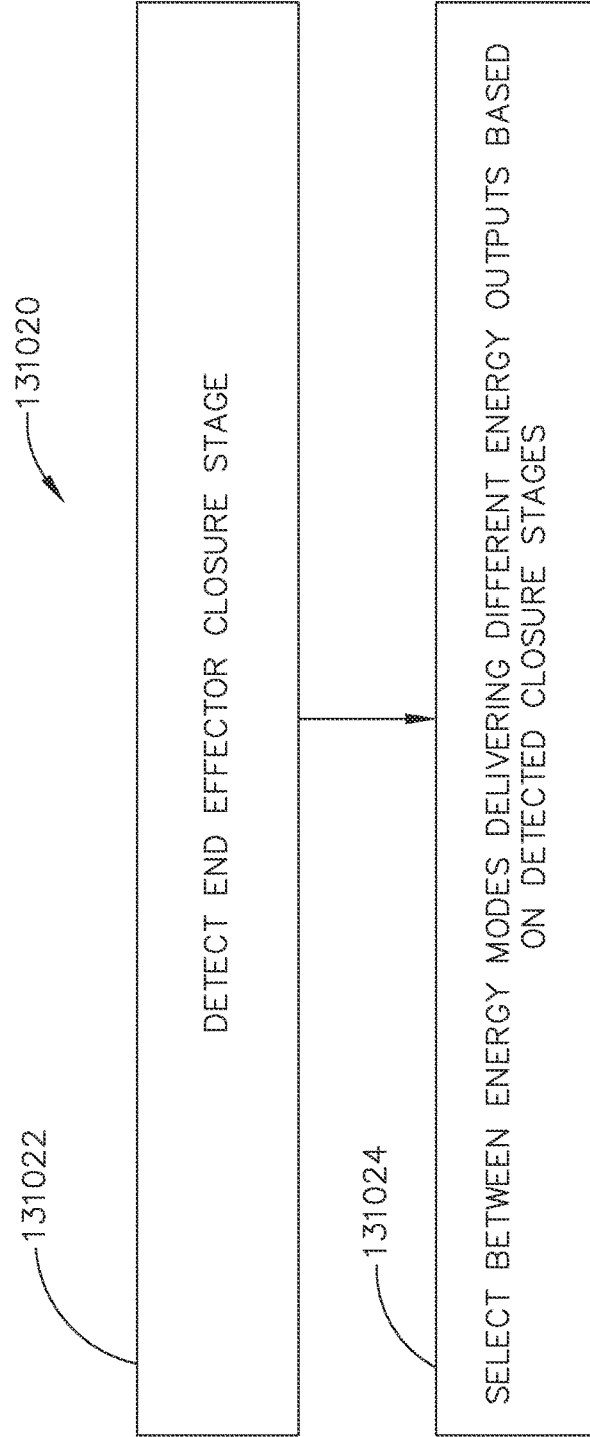 131020
131022
DETECT END EFFECTOR CLOSURE STAGE
131024
SELECT BETWEEN ENERGY MODES DELIVERING DIFFERENT ENERGY OUTPUTS BASED
ON DETECTED CLOSURE STAGES